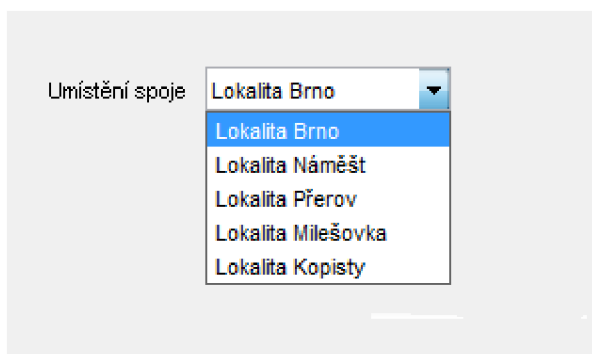 Umístění spoje Lokalita Brno
Lokalita Brno
Lokalita Náměšt
Lokalita Přerov
Lokalita Milešovka
Lokalita Kopisty